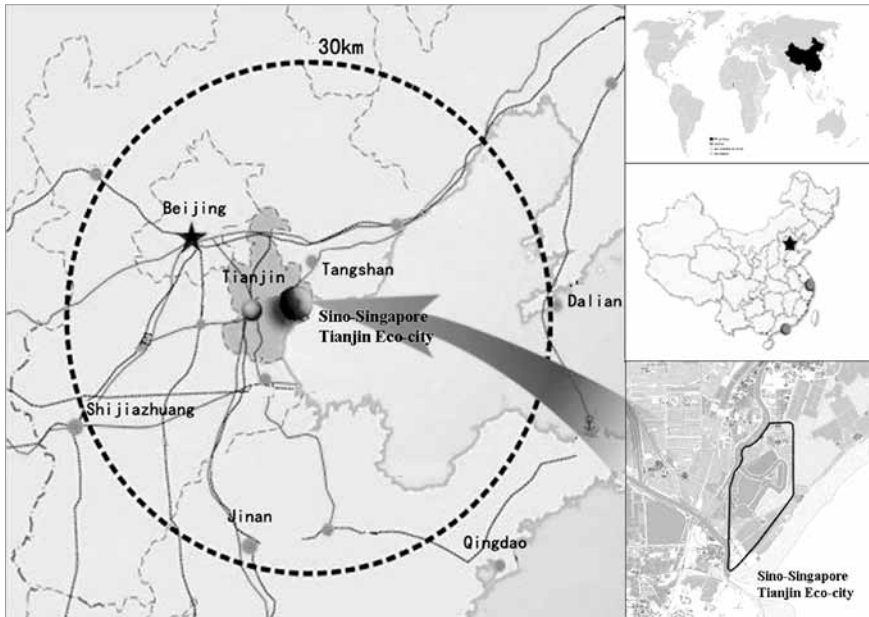 30km
Beijing
Tianjin
Tangshan
Sino-Singapore
Tianjin Eco-city
Dalian
Shijiazhuang
Jinan
Qingdao
Sino-Singapore
Tianjin Eco-city